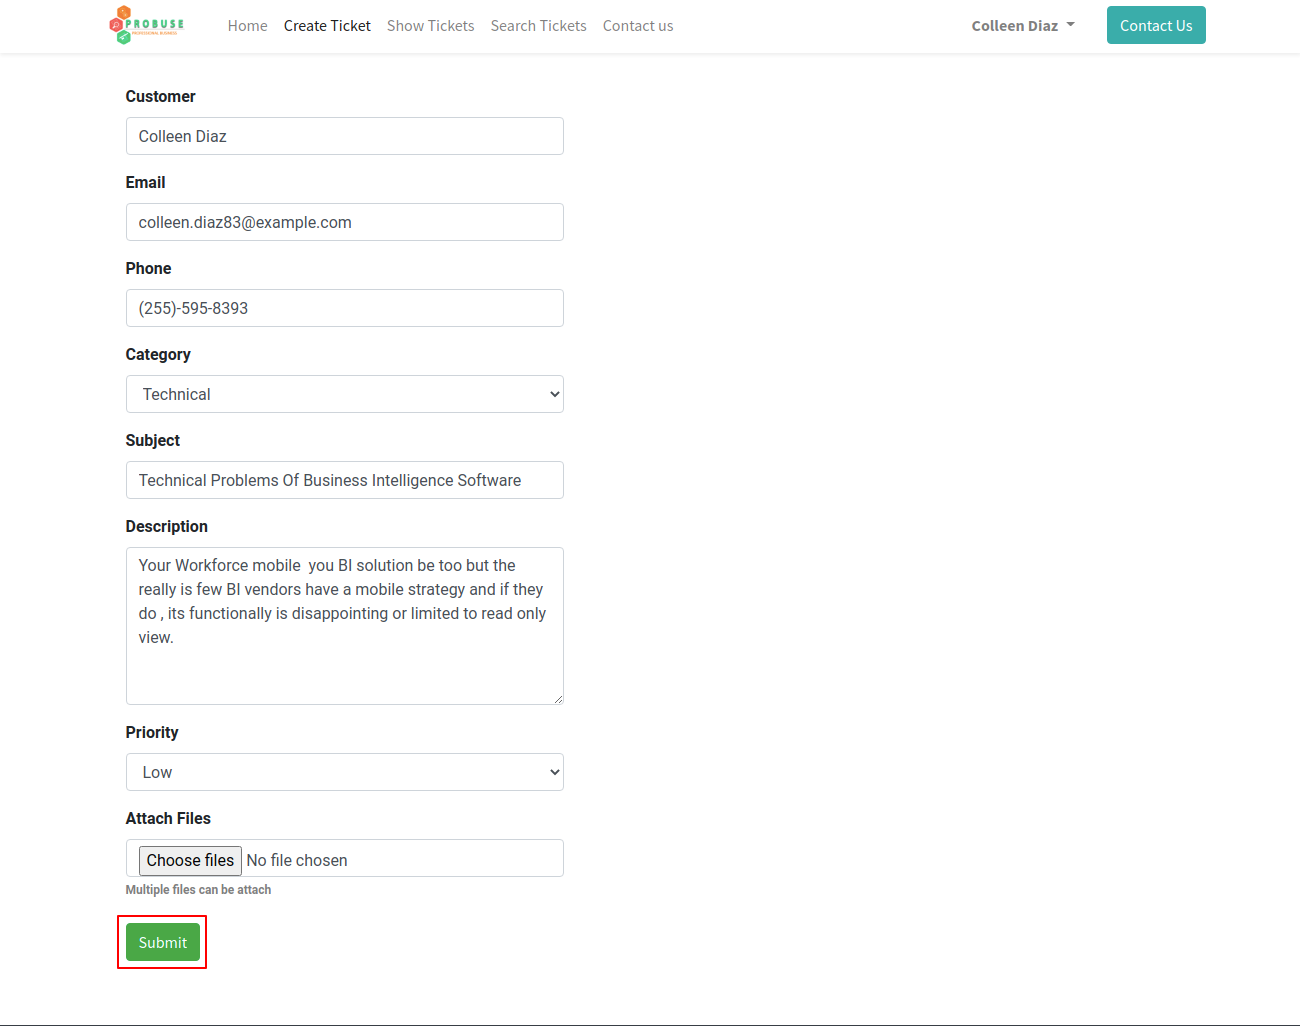 PROBUSE
PROFESSIONAL BUSINESS
Home
Create Ticket
Show Tickets
Search Tickets
Contact us
Colleen Diaz
Contact Us
Customer
Colleen Diaz
Email
colleen.diaz83@example.com
Phone
(255)-595-8393
Category
Technical
Subject
Technical Problems Of Business Intelligence Software
Description
Your Workforce mobile  you BI solution be too but the
really is few BI vendors have a mobile strategy and if they
do , its functionally is disappointing or limited to read only
view.
Priority
Low
Attach Files
Choose files No file chosen
Multiple files can be attach
Submit